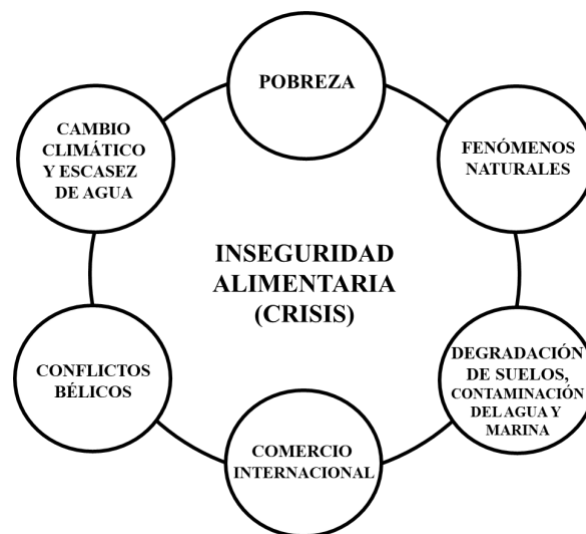 POBREZA
FENÓMENOS
NATURALES
DEGRADACIÓN
DE SUELOS,
CONTAMINACIÓN
DEL AGUA Y
MARINA
COMERCIO
INTERNACIONAL
CONFLICTOS
BÉLICOS
CAMBIO
CLIMÁTICO
Y ESCASEZ
DE AGUA
INSEGURIDAD
ALIMENTARIA
(CRISIS)